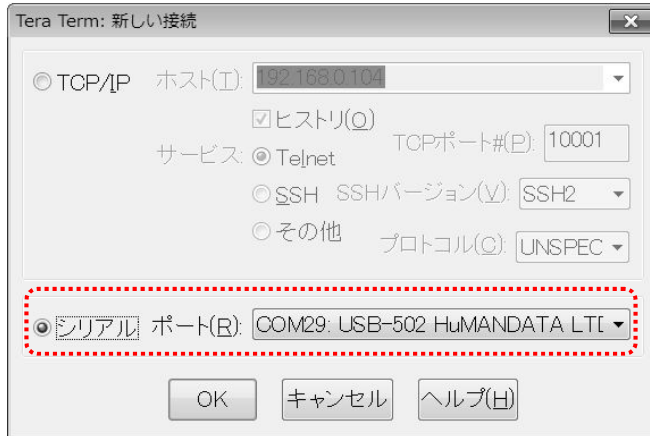 Tera Term: 新しい接続
TCP/IP ホスト(T): 192.168.0.104
ヒストリ(O)
サービス: Telnet TCPポート#(P): 10001
SSH SSHバージョン(V): SSH2
その他 プロトコル(C): UNSPEC
シリアル ポート(R): COM29: USB-502 HuMANDATA LTD
OK キャンセル ヘルプ(H)